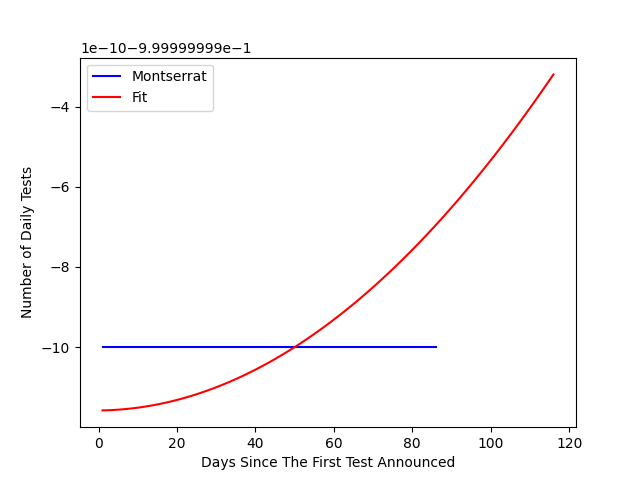 1e−10−9.99999999e−1
Montserrat
Fit
−4
−6
−8
−10
Number of Daily Tests
0 20 40 60 80 100 120
Days Since The First Test Announced